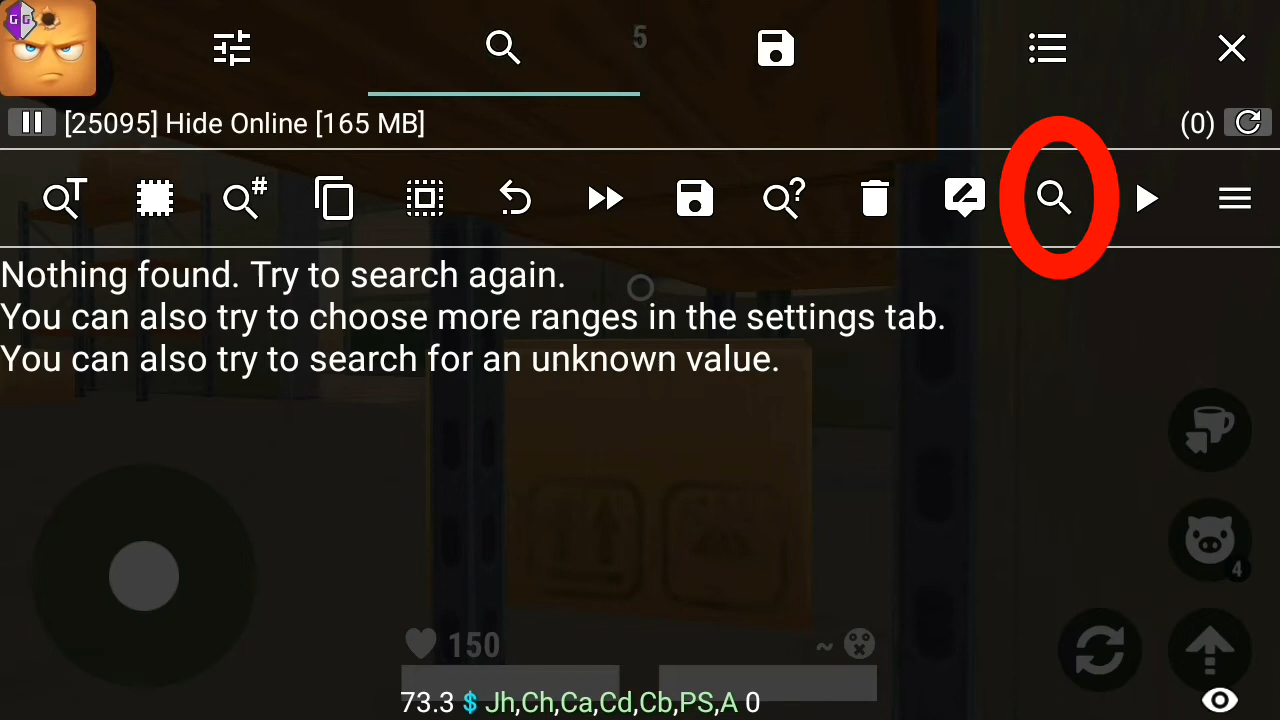 GG
5
[25095] Hide Online [165 MB]
(0)
T
#
?
Nothing found. Try to search again.
You can also try to choose more ranges in the settings tab.
You can also try to search for an unknown value.
4
150
~
73.3 $ Jh,Ch,Ca,Cd,Cb,PS,A 0